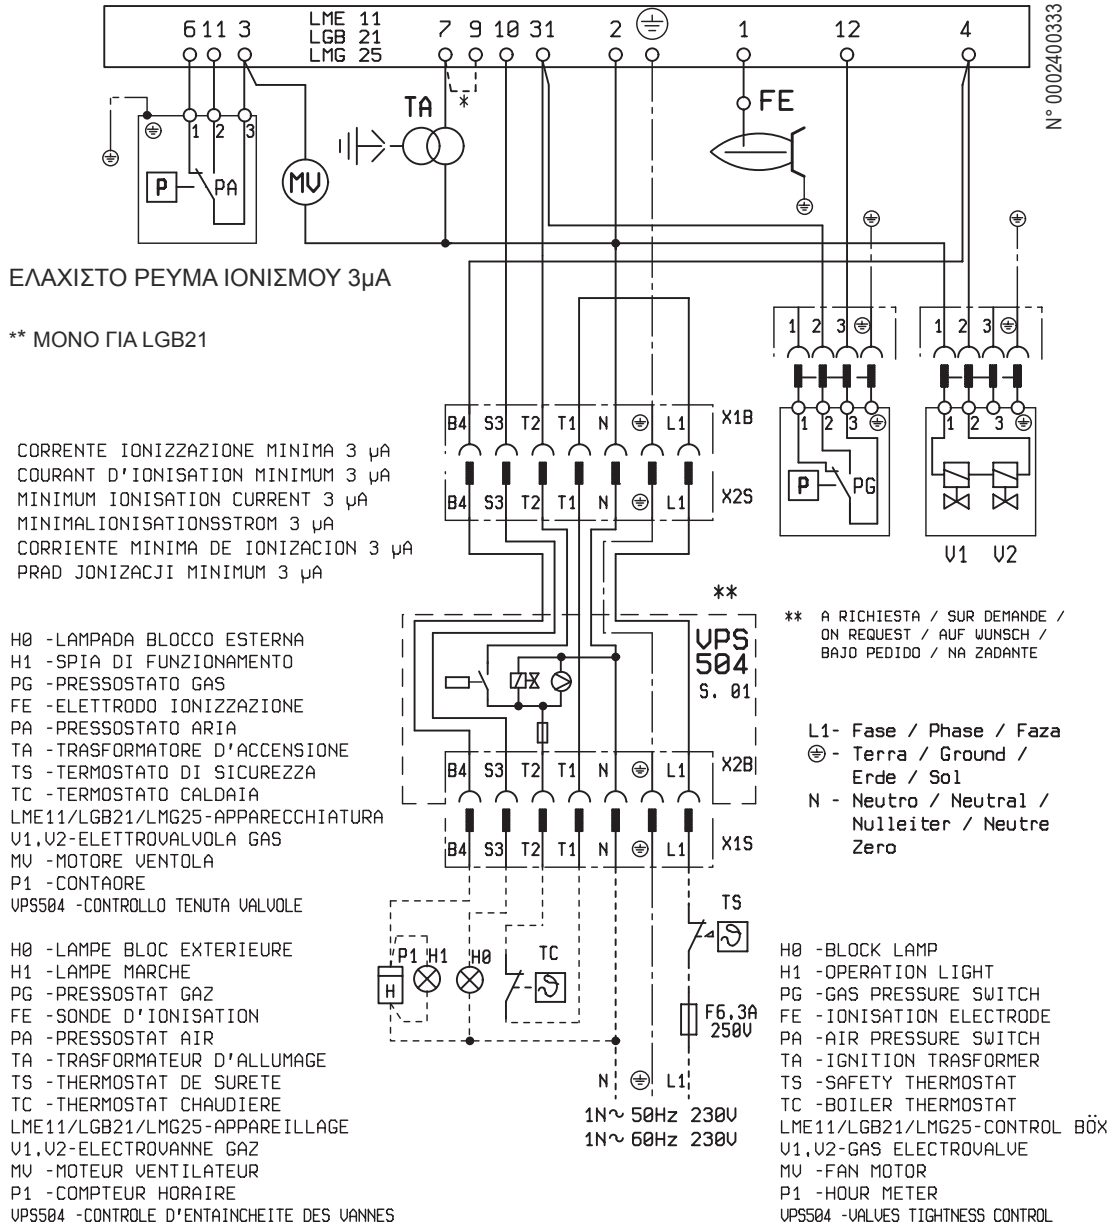 6 11 3 LME 11 7 9 10 31 2 1 12 4
LGB 21
LMG 25
N° 0002400333
TA *
FE
1 2 3
P PA
MV
ΕΛΑΧΙΣΤΟ ΡΕΥΜΑ ΙΟΝΙΣΜΟΥ 3μA
** ΜΟΝΟ ΓΙΑ LGB21
1 2 3
1 2 3
B4 S3 T2 T1 N L1 X1B
B4 S3 T2 T1 N L1 X2S
1 2 3
P PG
1 2 3
V1 V2
CORRENTE IONIZZAZIONE MINIMA 3 µA
COURANT D'IONISATION MINIMUM 3 µA
MINIMUM IONISATION CURRENT 3 µA
MINIMALIONISATIONSSTROM 3 µA
CORRIENTE MINIMA DE IONIZACION 3 µA
PRAD JONIZACJI MINIMUM 3 µA
**
VPS
504
S. 01
** A RICHIESTA / SUR DEMANDE /
ON REQUEST / AUF WUNSCH /
BAJO PEDIDO / NA ZADANTE
H0 -LAMPADA BLOCCO ESTERNA
H1 -SPIA DI FUNZIONAMENTO
PG -PRESSOSTATO GAS
FE -ELETTRODO IONIZZAZIONE
PA -PRESSOSTATO ARIA
TA -TRASFORMATORE D'ACCENSIONE
TS -TERMOSTATO DI SICUREZZA
TC -TERMOSTATO CALDAIA
LME11/LGB21/LMG25-APPARECCHIATURA
V1,V2-ELETTROVALVOLA GAS
MV -MOTORE VENTOLA
P1 -CONTAORE
VPS504 -CONTROLLO TENUTA VALVOLE
L1- Fase / Phase / Faza
- Terra / Ground /
Erde / Sol
N - Neutro / Neutral /
Nulleiter / Neutre
Zero
B4 S3 T2 T1 N L1 X2B
B4 S3 T2 T1 N L1 X1S
P1 H1 H0 TC TS
H
F6,3A
250V
N L1
1N~ 50Hz 230V
1N~ 60Hz 230V
H0 -LAMPE BLOC EXTERIEURE
H1 -LAMPE MARCHE
PG -PRESSOSTAT GAZ
FE -SONDE D'IONISATION
PA -PRESSOSTAT AIR
TA -TRASFORMATEUR D'ALLUMAGE
TS -THERMOSTAT DE SURETE
TC -THERMOSTAT CHAUDIERE
LME11/LGB21/LMG25-APPAREILLAGE
V1,V2-ELECTROVANNE GAZ
MV -MOTEUR VENTILATEUR
P1 -COMPTEUR HORAIRE
VPS504 -CONTROLE D'ENTAINCHEITE DES VANNES
H0 -BLOCK LAMP
H1 -OPERATION LIGHT
PG -GAS PRESSURE SWITCH
FE -IONISATION ELECTRODE
PA -AIR PRESSURE SWITCH
TA -IGNITION TRASFORMER
TS -SAFETY THERMOSTAT
TC -BOILER THERMOSTAT
LME11/LGB21/LMG25-CONTROL BÖX
V1,V2-GAS ELECTROVALVE
MV -FAN MOTOR
P1 -HOUR METER
VPS504 -VALVES TIGHTNESS CONTROL